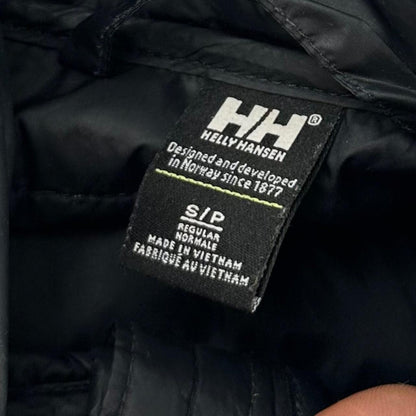 HH®
HELLY HANSEN
Designed and developed
in Norway since 1877
S/P
REGULAR
NORMALE
MADE IN VIETNAM
FABRIQUÉ AU VIETNAM